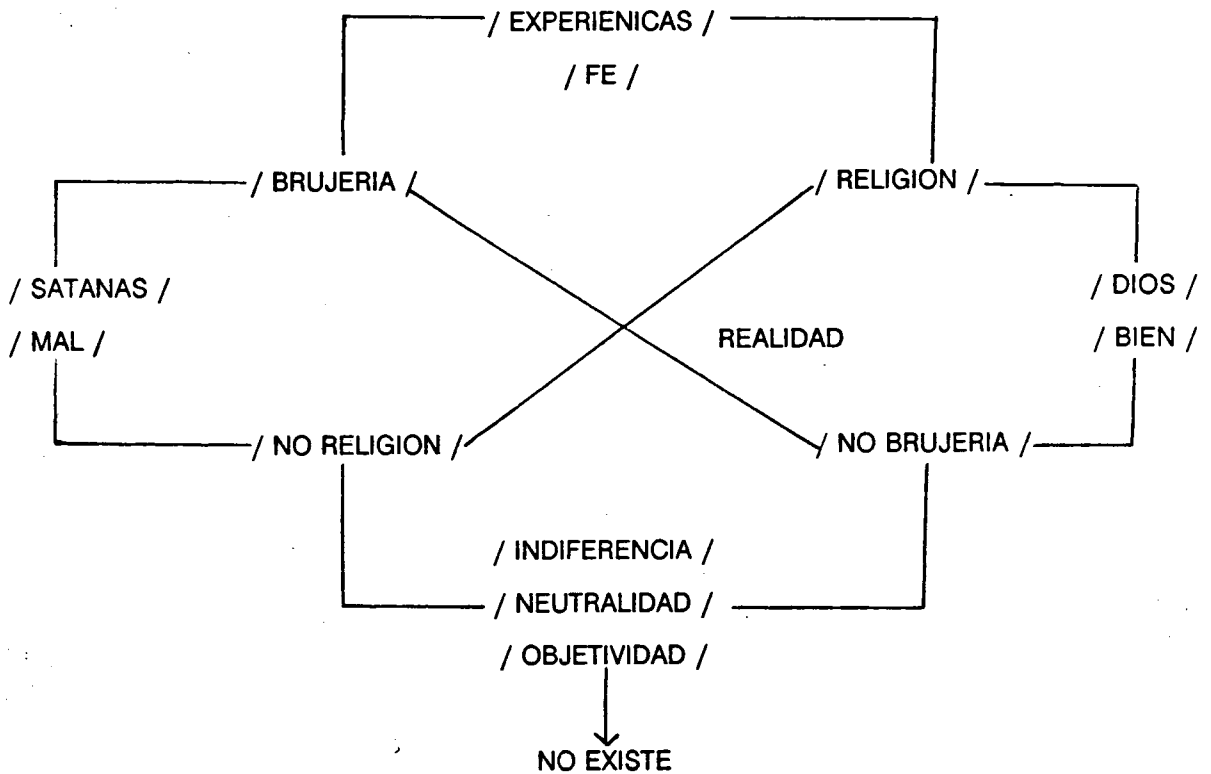 / EXPERIENICAS /
/ FE /
/ BRUJERIA /
/ RELIGION /
/ SATANAS /
/ DIOS /
/ MAL /
REALIDAD
/ BIEN /
/ NO RELIGION /
/ NO BRUJERIA /
/ INDIFERENCIA /
/ NEUTRALIDAD /
/ OBJETIVIDAD /
NO EXISTE